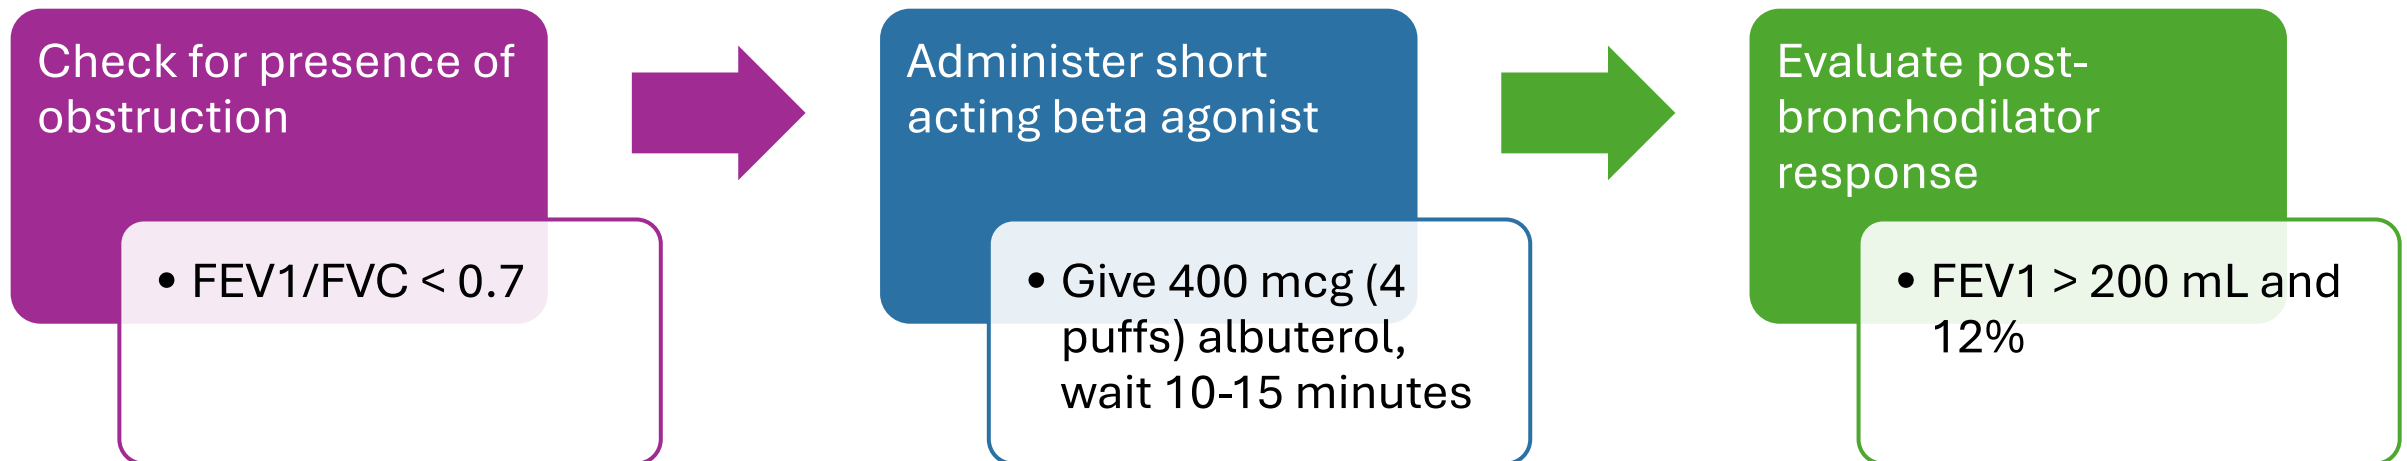 Check for presence of
obstruction
• FEV1/FVC < 0.7
Administer short
acting beta agonist
• Give 400 mcg (4
puffs) albuterol,
wait 10-15 minutes
Evaluate post-
bronchodilator
response
• FEV1 > 200 mL and
12%